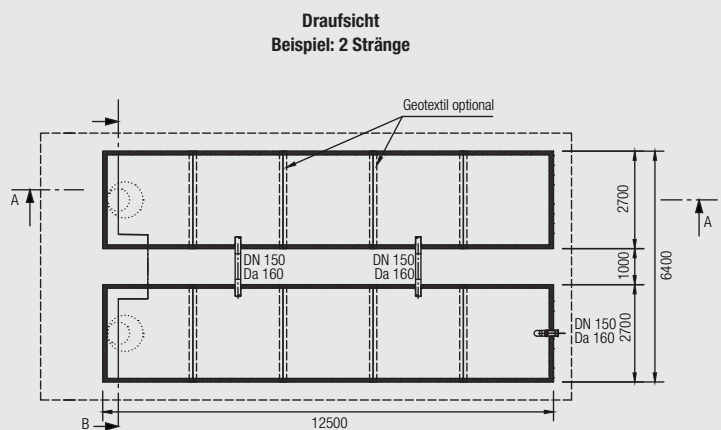 Draufsicht
Beispiel: 2 Stränge
Geotextil optional
A
A
2700
1000
6400
2700
DN 150
Da 160
DN 150
Da 160
DN 150
Da 160
B
12500